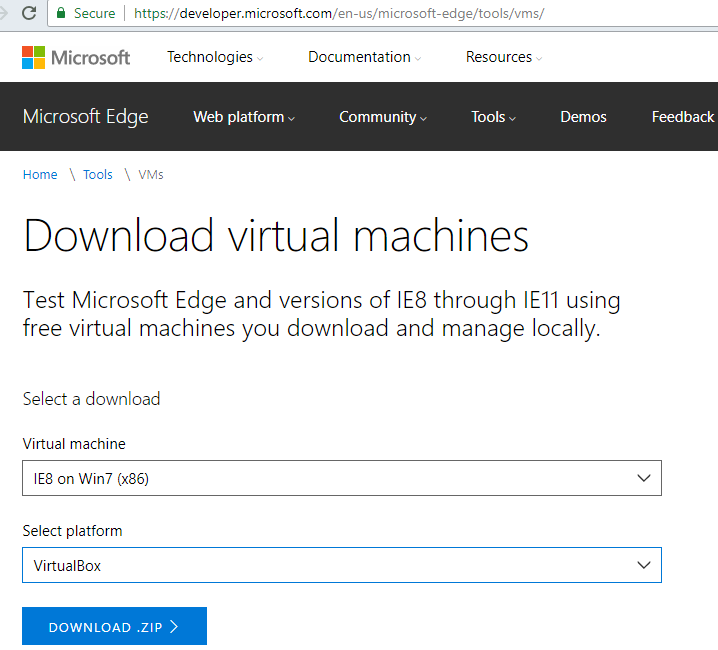 Secure https://developer.microsoft.com/en-us/microsoft-edge/tools/vms/
Microsoft Technologies Documentation Resources
Microsoft Edge Web platform Community Tools Demos Feedback
Home \ Tools \ VMs
Download virtual machines
Test Microsoft Edge and versions of IE8 through IE11 using
free virtual machines you download and manage locally.
Select a download
Virtual machine
IE8 on Win7 (x86)
Select platform
VirtualBox
DOWNLOAD .ZIP